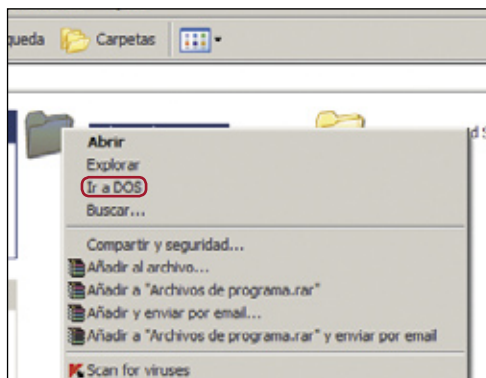 queda Carpetas
Abrir
Explorar
Ir a DOS
Buscar...
Compartir y seguridad...
Añadir al archivo...
Añadir a "Archivos de programa.rar"
Añadir y enviar por email...
Añadir a "Archivos de programa.rar" y enviar por email
Scan for viruses